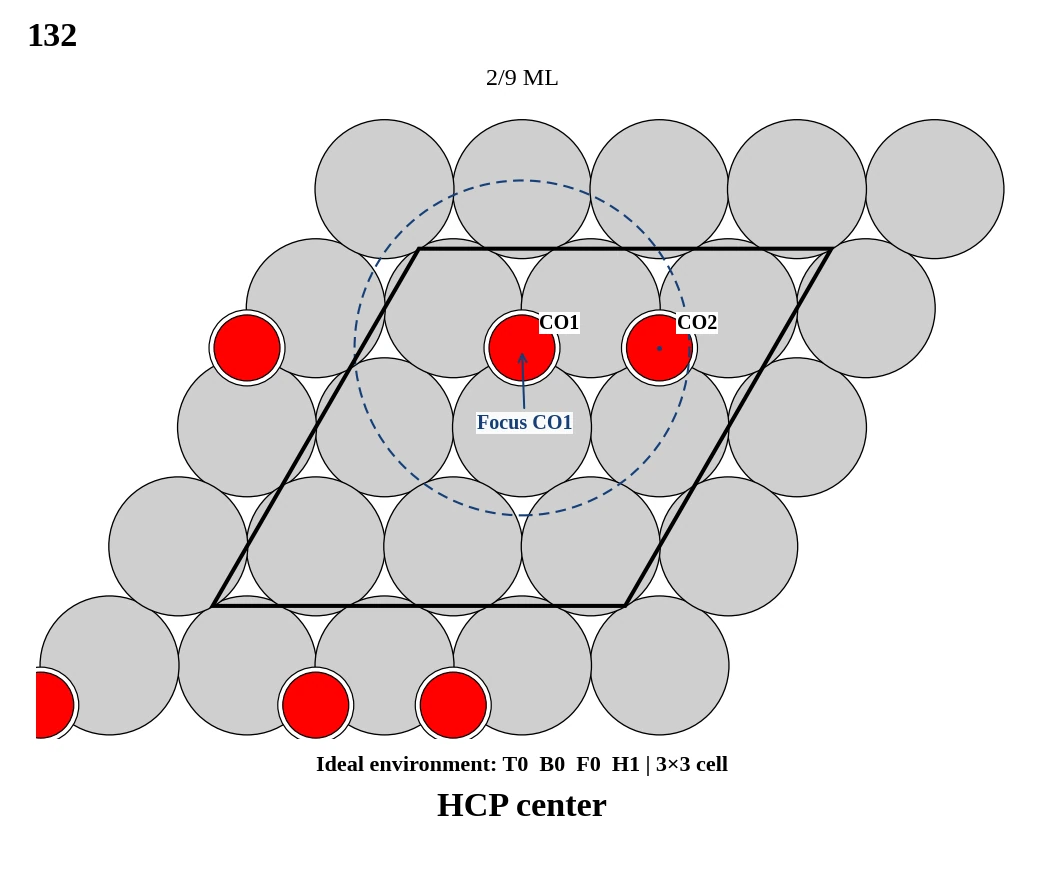 132
2/9 ML
CO1
CO2
Focus CO1
Ideal environment: T0  B0  F0  H1 | 3×3 cell
HCP center